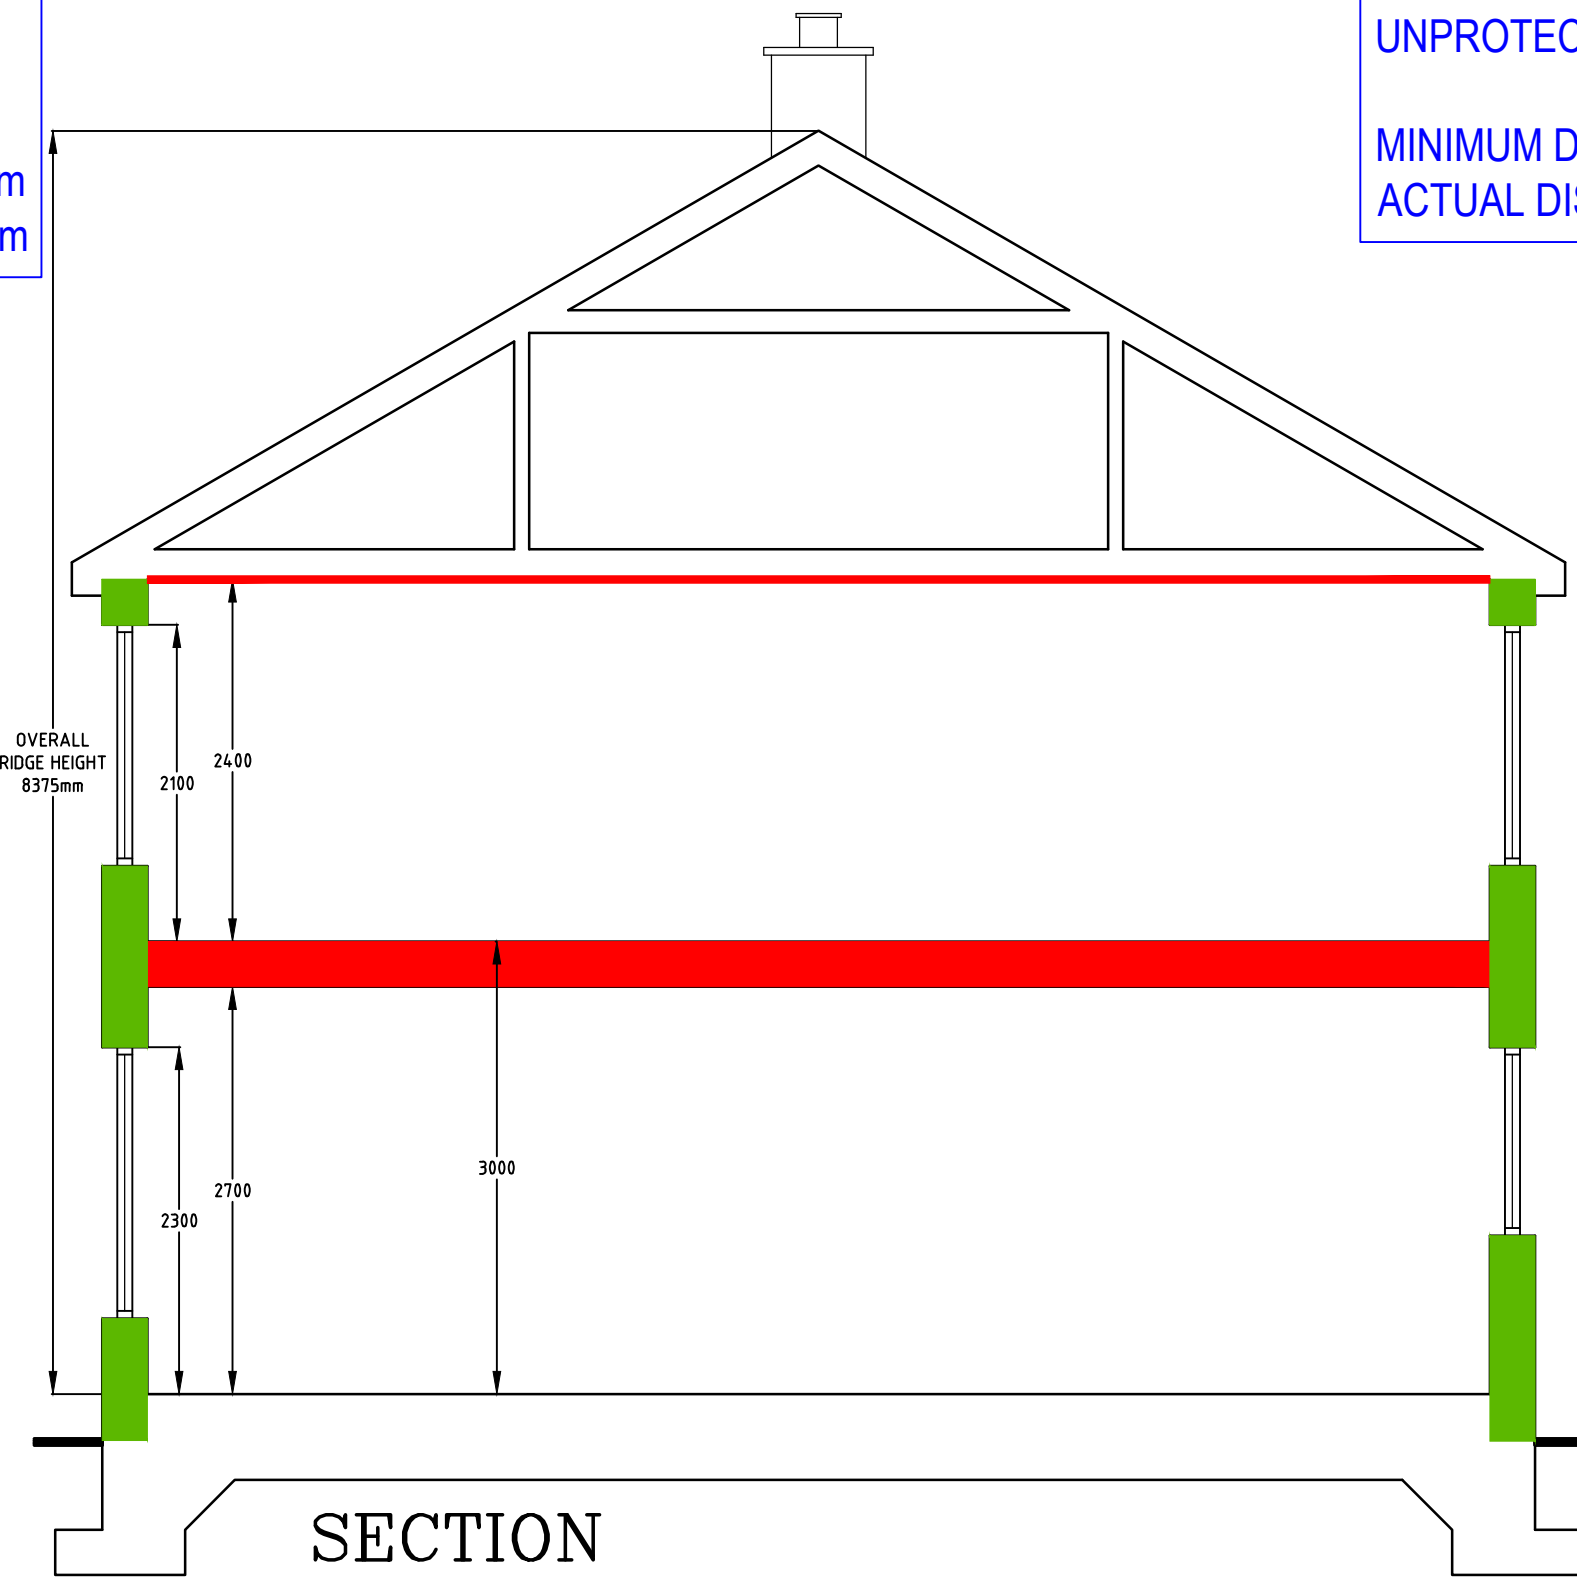 UNPROTEC
MINIMUM D
ACTUAL DIS
m
m
OVERALL
RIDGE HEIGHT
8375mm
2100
2400
2300
2700
3000
SECTION